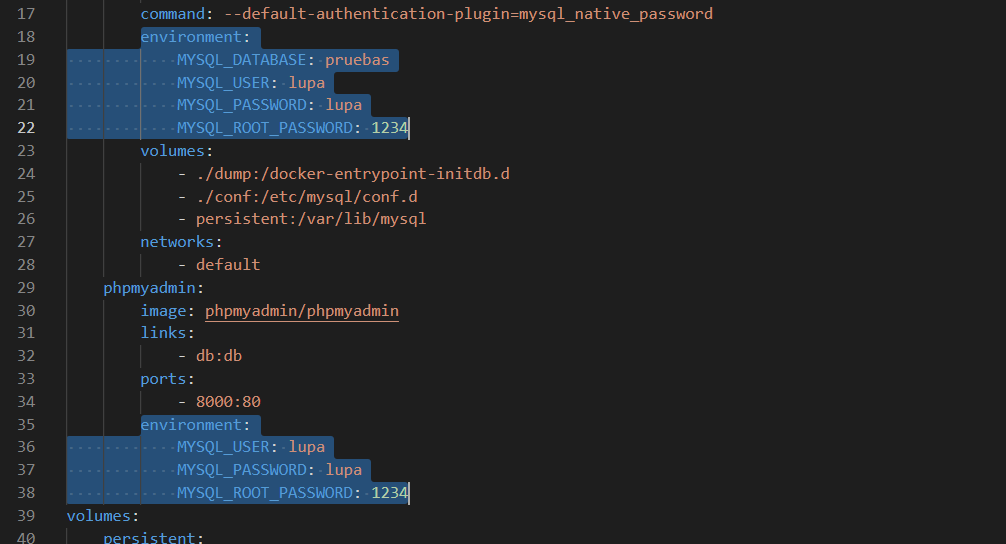 17 command: --default-authentication-plugin=mysql_native_password
18 environment:
19 MYSQL_DATABASE: pruebas
20 MYSQL_USER: lupa
21 MYSQL_PASSWORD: lupa
22 MYSQL_ROOT_PASSWORD: 1234
23 volumes:
24 - ./dump:/docker-entrypoint-initdb.d
25 - ./conf:/etc/mysql/conf.d
26 - persistent:/var/lib/mysql
27 networks:
28 - default
29 phpmyadmin:
30 image: phpmyadmin/phpmyadmin
31 links:
32 - db:db
33 ports:
34 - 8000:80
35 environment:
36 MYSQL_USER: lupa
37 MYSQL_PASSWORD: lupa
38 MYSQL_ROOT_PASSWORD: 1234
39 volumes:
40 persistent: